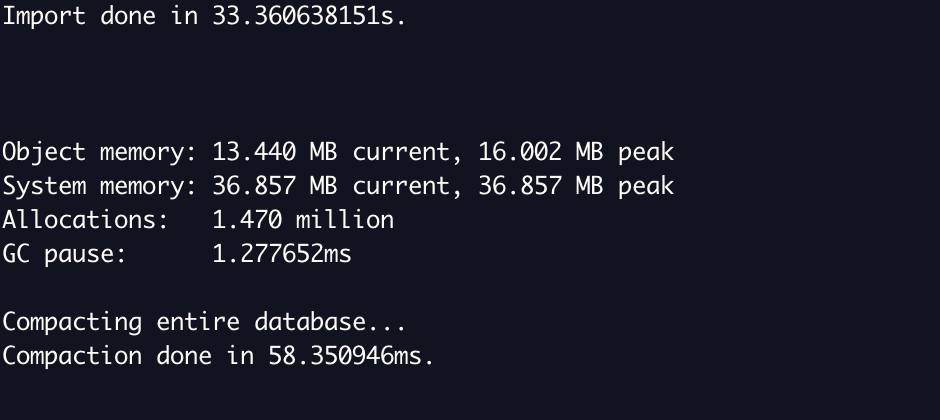 Import done in 33.360638151s.
Object memory: 13.440 MB current, 16.002 MB peak
System memory: 36.857 MB current, 36.857 MB peak
Allocations:   1.470 million
GC pause:      1.277652ms
Compacting entire database...
Compaction done in 58.350946ms.